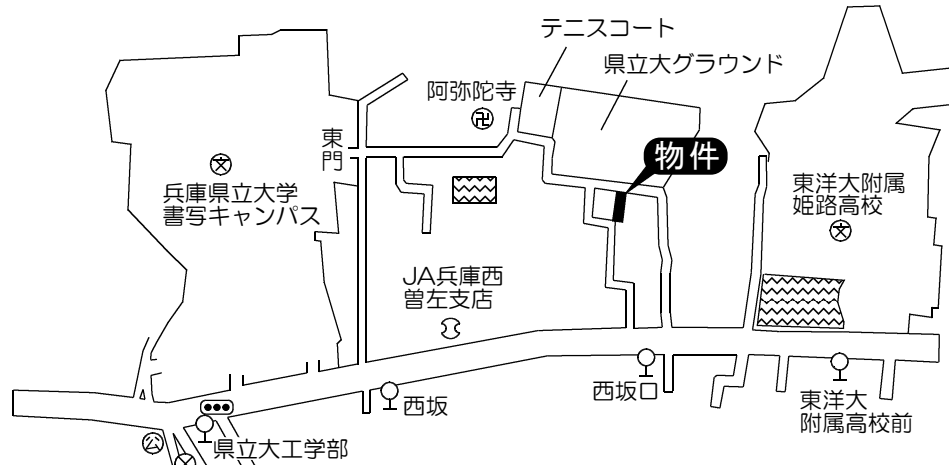 テニスコート
県立大グラウンド
阿弥陀寺
東門
物件
兵庫県立大学
書写キャンパス
東洋大附属
姫路高校
JA兵庫西
曽左支店
西坂
西坂口
東洋大
附属高校前
県立大工学部
公
文
文